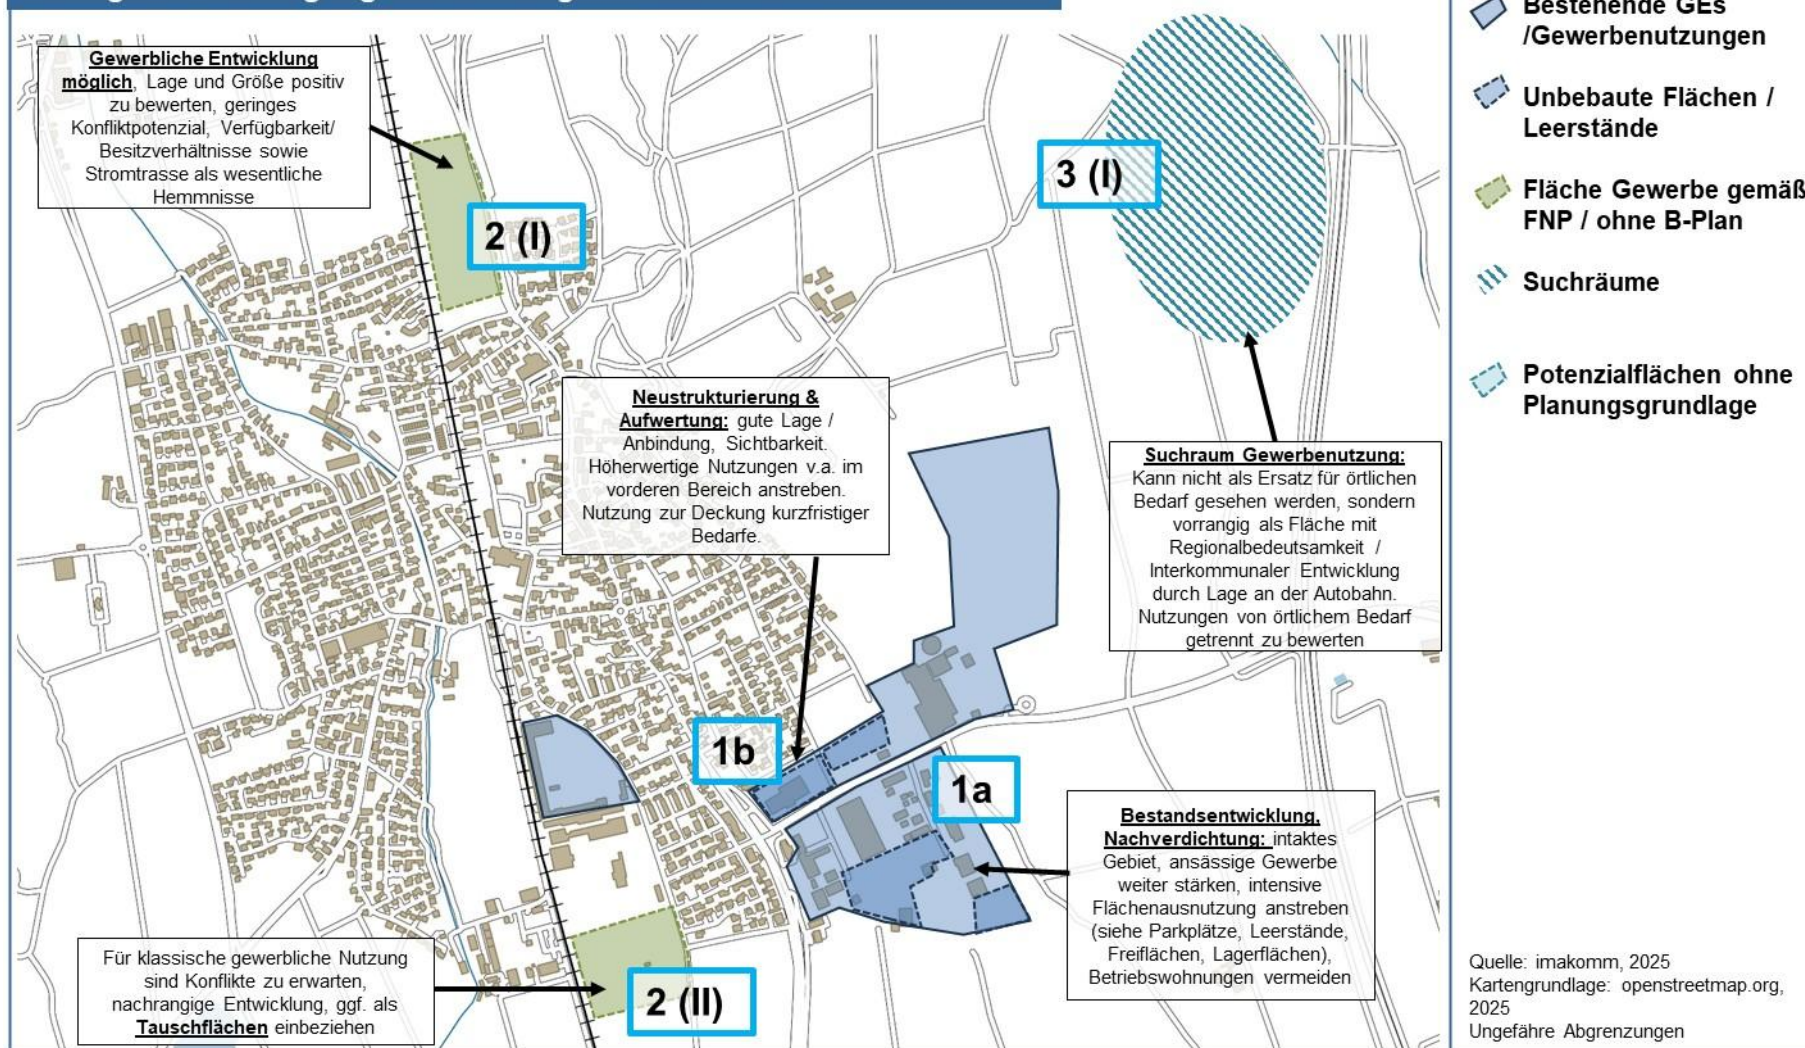 Gewerbliche Entwicklung
möglich, Lage und Größe positiv
zu bewerten, geringes
Konfliktpotenzial, Verfügbarkeit/
Besitzverhältnisse sowie
Stromtrasse als wesentliche
Hemmnisse
2 (I)
3 (I)
Neustrukturierung &
Aufwertung: gute Lage /
Anbindung, Sichtbarkeit.
Höherwertige Nutzungen v.a. im
vorderen Bereich anstreben.
Nutzung zur Deckung kurzfristiger
Bedarfe.
Suchraum Gewerbenutzung:
Kann nicht als Ersatz für örtlichen
Bedarf gesehen werden, sondern
vorrangig als Fläche mit
Regionalbedeutsamkeit /
Interkommunaler Entwicklung
durch Lage an der Autobahn.
Nutzungen von örtlichem Bedarf
getrennt zu bewerten
1b
1a
Bestandsentwicklung,
Nachverdichtung: intaktes
Gebiet, ansässige Gewerbe
weiter stärken, intensive
Flächenausnutzung anstreben
(siehe Parkplätze, Leerstände,
Freiflächen, Lagerflächen),
Betriebswohnungen vermeiden
Für klassische gewerbliche Nutzung
sind Konflikte zu erwarten,
nachrangige Entwicklung, ggf. als
Tauschflächen einbeziehen
2 (II)
Bestehende GEs
/Gewerbenutzungen
Unbebaute Flächen /
Leerstände
Fläche Gewerbe gemäß
FNP / ohne B-Plan
Suchräume
Potenzialflächen ohne
Planungsgrundlage
Quelle: imakomm, 2025
Kartengrundlage: openstreetmap.org,
2025
Ungefähre Abgrenzungen